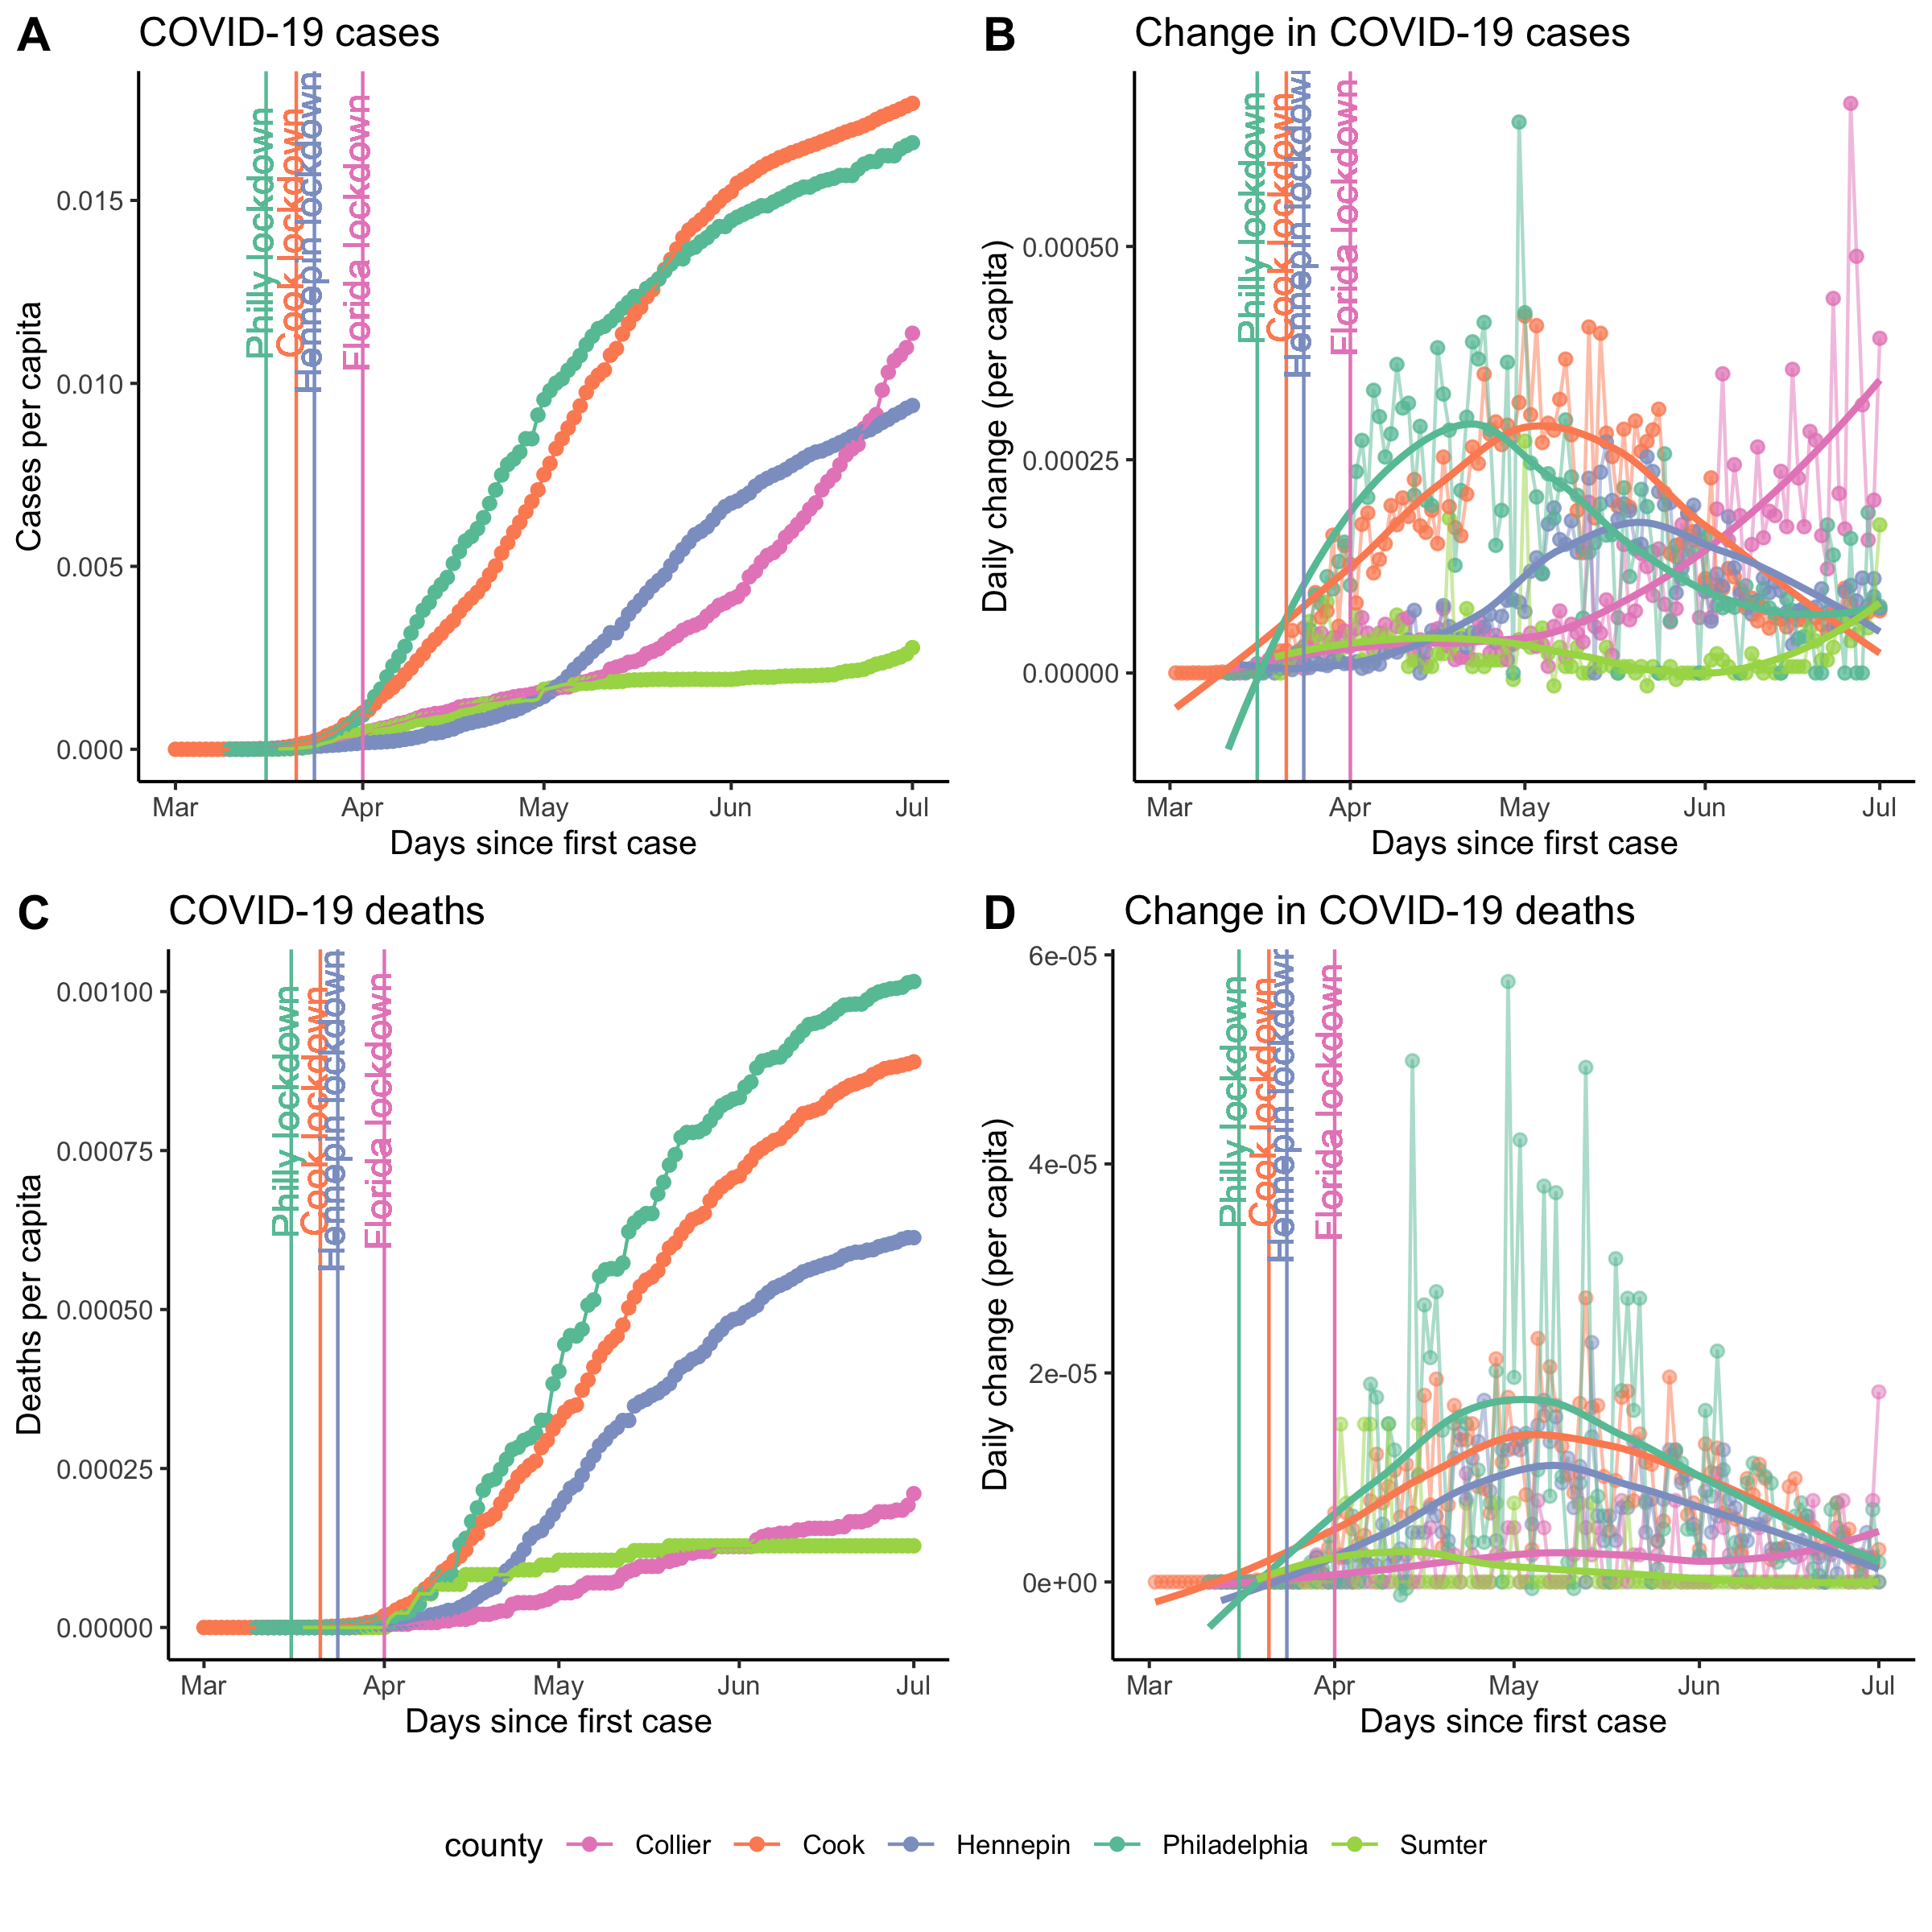 A
COVID-19 cases
Cases per capita
0.015
0.010
0.005
0.000
Philly lockdown
Cook lockdown
Hennepin lockdown
Florida lockdown
Mar Apr May Jun Jul
Days since first case
B
Change in COVID-19 cases
Daily change (per capita)
0.00050
0.00025
0.00000
Philly lockdown
Cook lockdown
Hennepin lockdown
Florida lockdown
Mar Apr May Jun Jul
Days since first case
C
COVID-19 deaths
Deaths per capita
0.00100
0.00075
0.00050
0.00025
0.00000
Philly lockdown
Cook lockdown
Hennepin lockdown
Florida lockdown
Mar Apr May Jun Jul
Days since first case
D
Change in COVID-19 deaths
Daily change (per capita)
6e-05
4e-05
2e-05
0e+00
Philly lockdown
Cook lockdown
Hennepin lockdown
Florida lockdown
Mar Apr May Jun Jul
Days since first case
county Collier Cook Hennepin Philadelphia Sumter